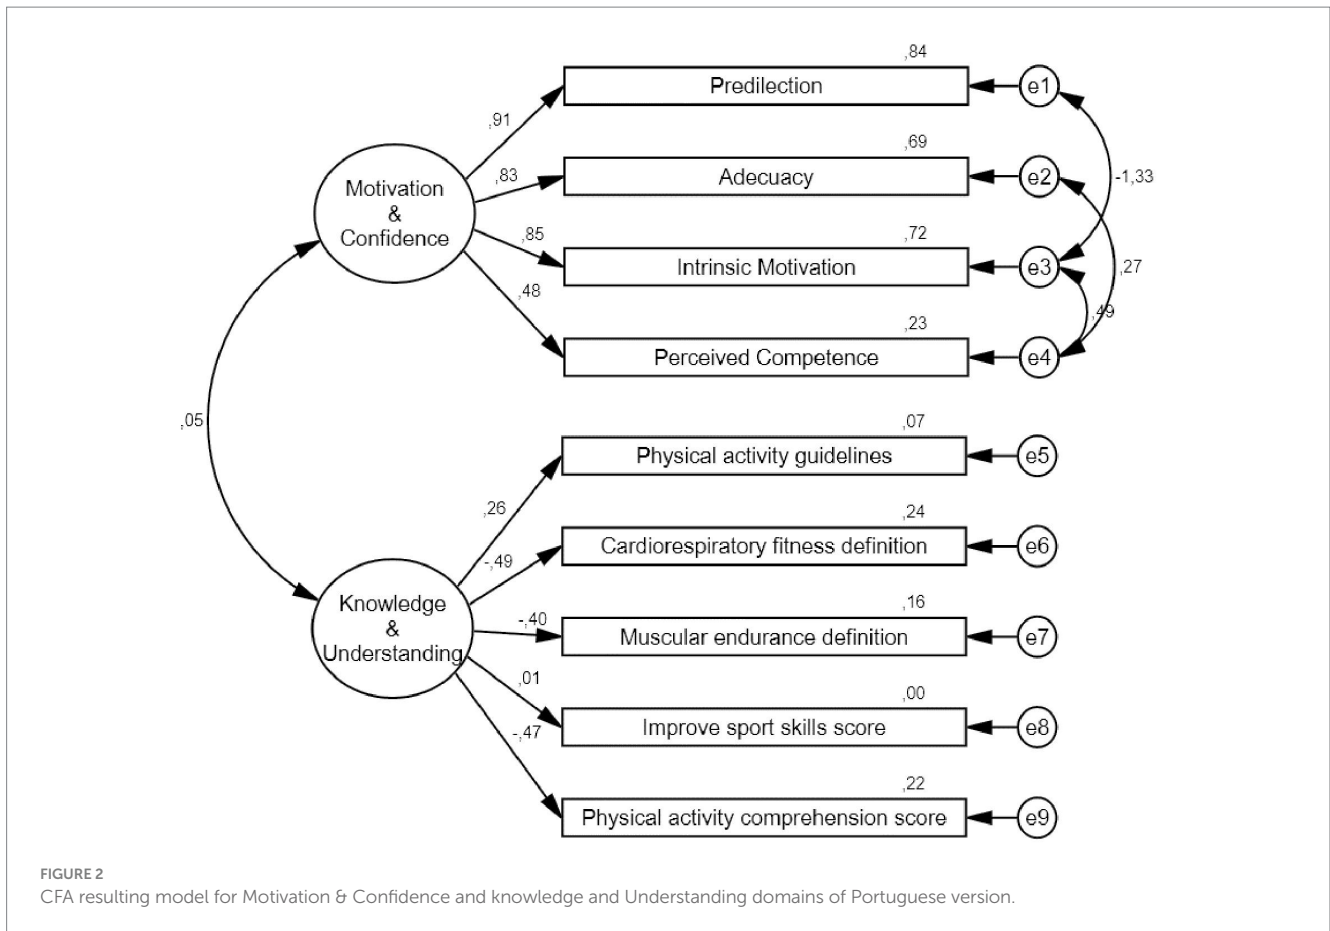 ,84
Predilection
e1
,91
,69
Adecuacy
e2
,83
-1,33
Motivation
&
Confidence
,85
,72
Intrinsic Motivation
e3
,27
,48
,49
,23
Perceived Competence
e4
,05
,07
Physical activity guidelines
e5
,26
,24
Cardiorespiratory fitness definition
e6
-,49
Knowledge
&
Understanding
,16
-,40
Muscular endurance definition
e7
,01
,00
Improve sport skills score
e8
-,47
,22
Physical activity comprehension score
e9
FIGURE 2
CFA resulting model for Motivation & Confidence and knowledge and Understanding domains of Portuguese version.